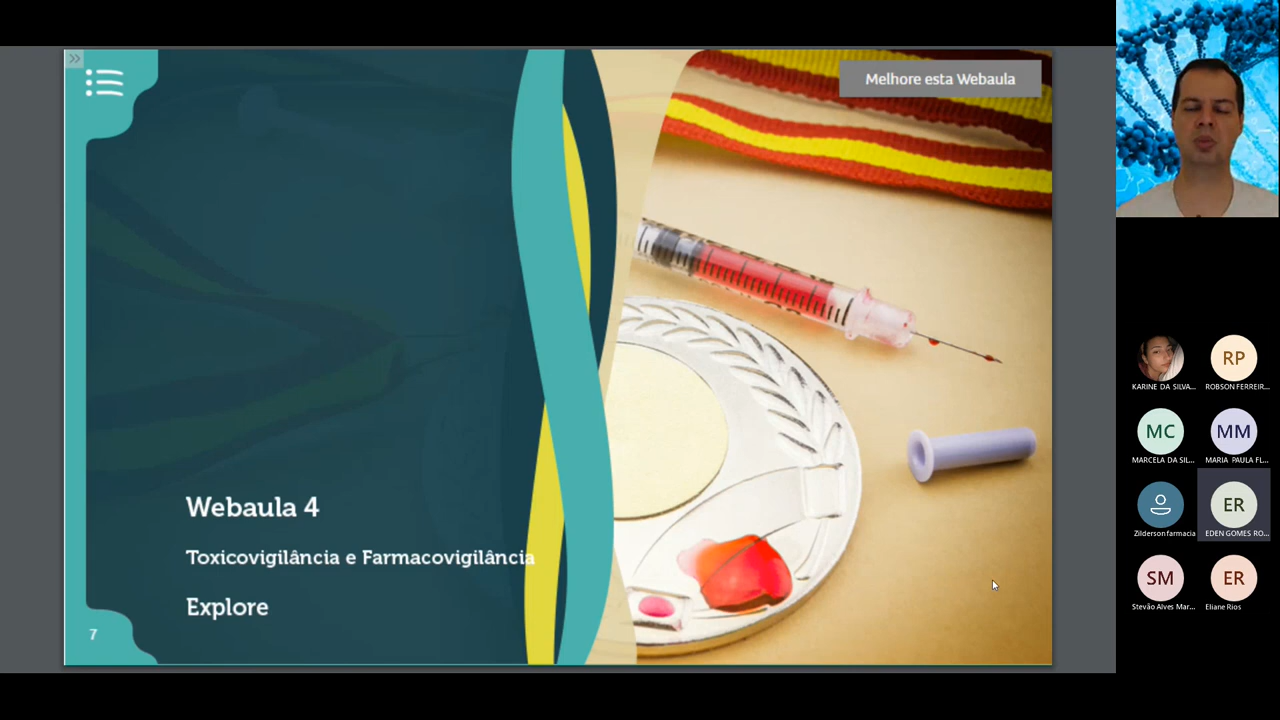 Melhore esta Webaula
Webaula 4
Toxicovigilância e Farmacovigilância
Explore
7
RP
KARINE DA SILVA...
ROBSON FERREIR...
MC
MM
MARCELA DA SIL...
MARIA PAULA FL...
ER
Zilderson farmacia
EDEN GOMES RO...
SM
ER
Stevão Alves Mar...
Eliane Rios